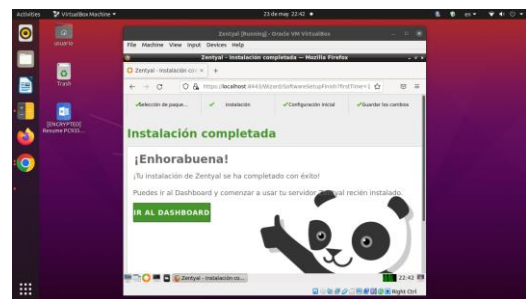 Activities
VirtualBox Machine
23 de may 22:42
es
usuario
Trash
Zentyal [Running] - Oracle VM VirtualBox
File Machine View Input Devices Help
Zentyal - Instalación completada — Mozilla Firefox
Zentyal - Instalación co
https://localhost:8443/Wizard/SoftwareSetupFinish?firstTime=1
Selección de paque...
Instalación
Configuración inicial
Guardar los cambios
Instalación completada
¡Enhorabuena!
¡Tu instalación de Zentyal se ha completado con éxito!
Puedes ir al Dashboard y comenzar a usar tu servidor Zentyal recién instalado.
IR AL DASHBOARD
Zentyal - Instalación co...
22:42
Right Ctrl